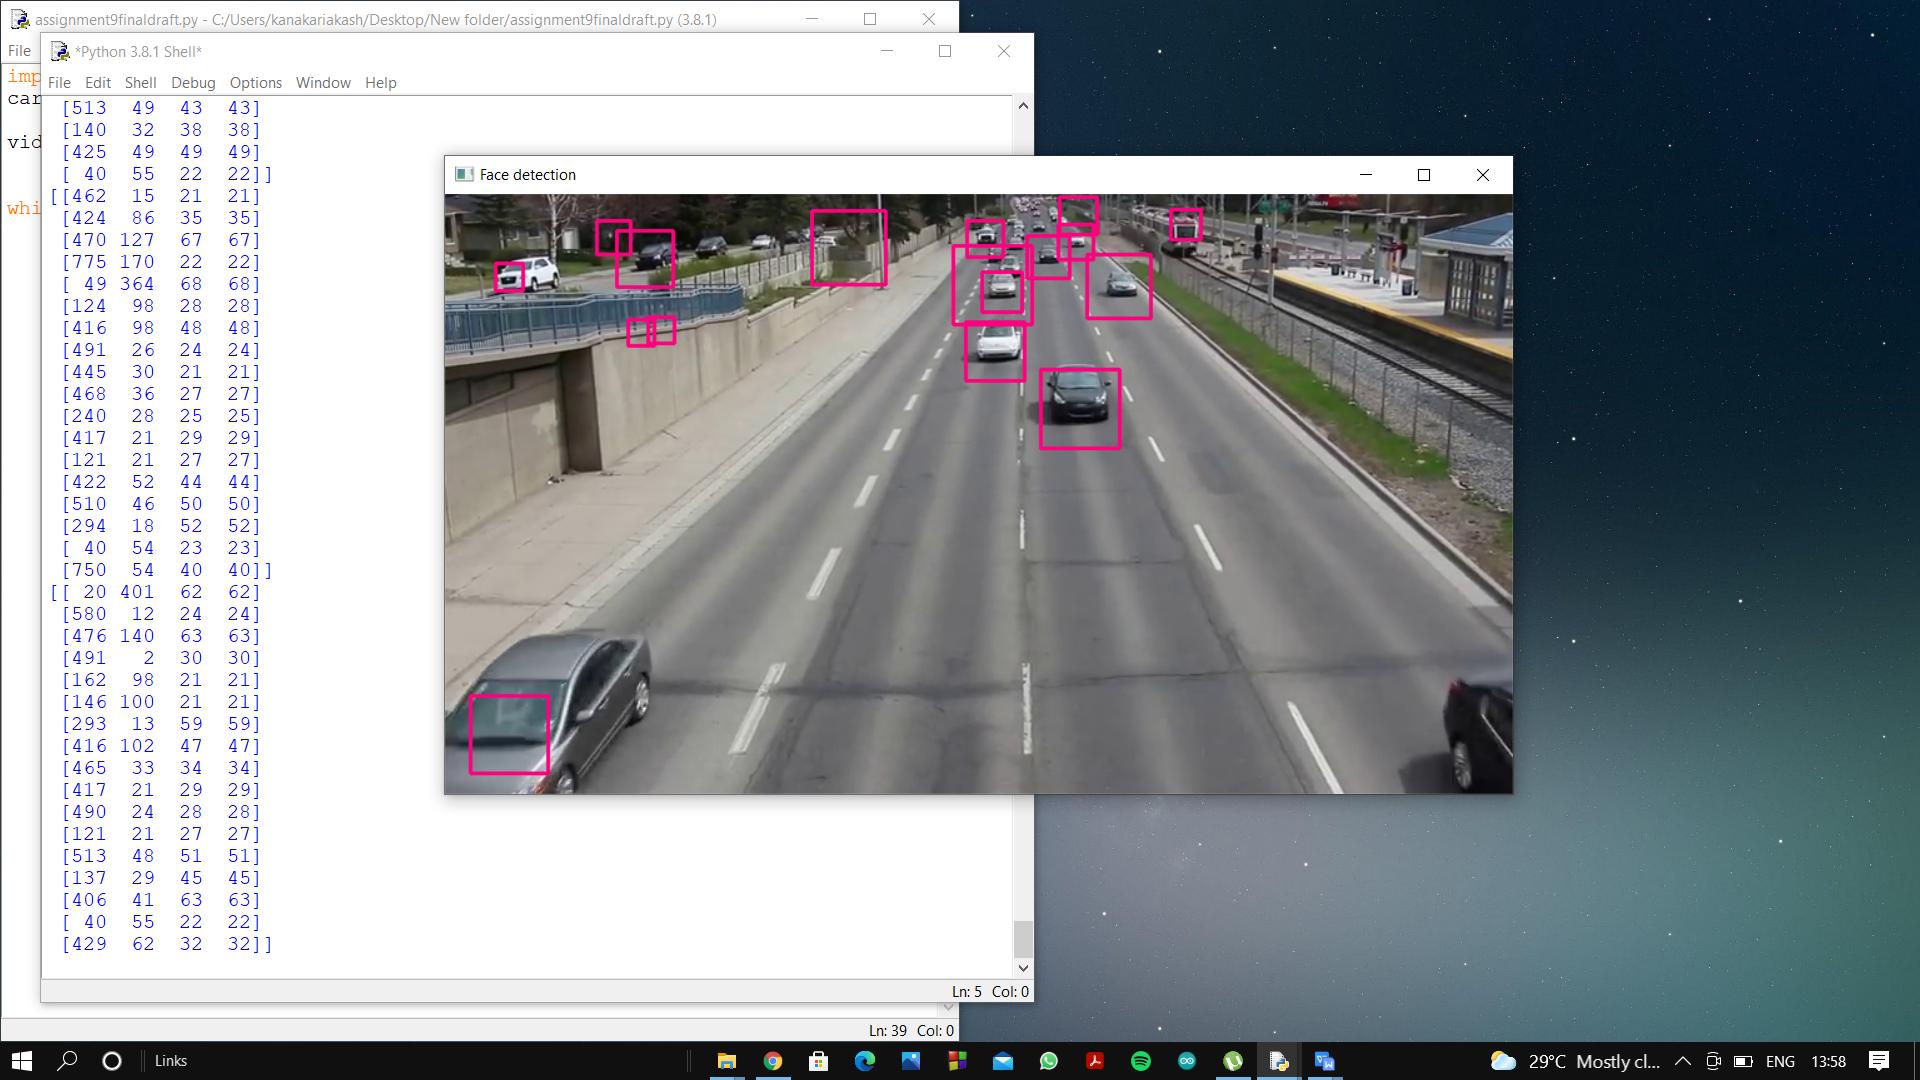 assignment9finaldraft.py - C:/Users/kanakariakash/Desktop/New folder/assignment9finaldraft.py (3.8.1)
File
*Python 3.8.1 Shell*
File Edit Shell Debug Options Window Help
imp
car
vid
whi
[513 49 43 43]
[140 32 38 38]
[425 49 49 49]
[ 40 55 22 22]]
[[462 15 21 21]
[424 86 35 35]
[470 127 67 67]
[775 170 22 22]
[ 49 364 68 68]
[124 98 28 28]
[416 98 48 48]
[491 26 24 24]
[445 30 21 21]
[468 36 27 27]
[240 28 25 25]
[417 21 29 29]
[121 21 27 27]
[422 52 44 44]
[510 46 50 50]
[294 18 52 52]
[ 40 54 23 23]
[750 54 40 40]]
[[ 20 401 62 62]
[580 12 24 24]
[476 140 63 63]
[491 2 30 30]
[162 98 21 21]
[146 100 21 21]
[293 13 59 59]
[416 102 47 47]
[465 33 34 34]
[417 21 29 29]
[490 24 28 28]
[121 21 27 27]
[513 48 51 51]
[137 29 45 45]
[406 41 63 63]
[ 40 55 22 22]
[429 62 32 32]]
Face detection
Ln: 5 Col: 0
Ln: 39 Col: 0
Links
29°C Mostly cl...
ENG
13:58